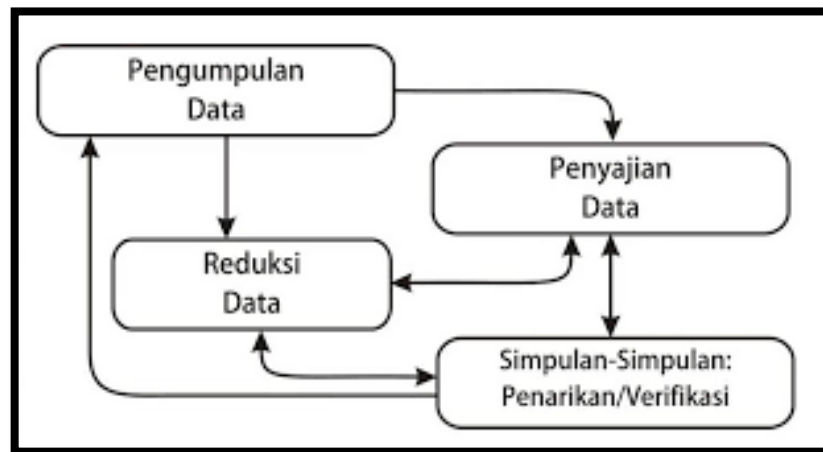 Pengumpulan
Data
Penyajian
Data
Reduksi
Data
Simpulan-Simpulan:
Penarikan/Verifikasi